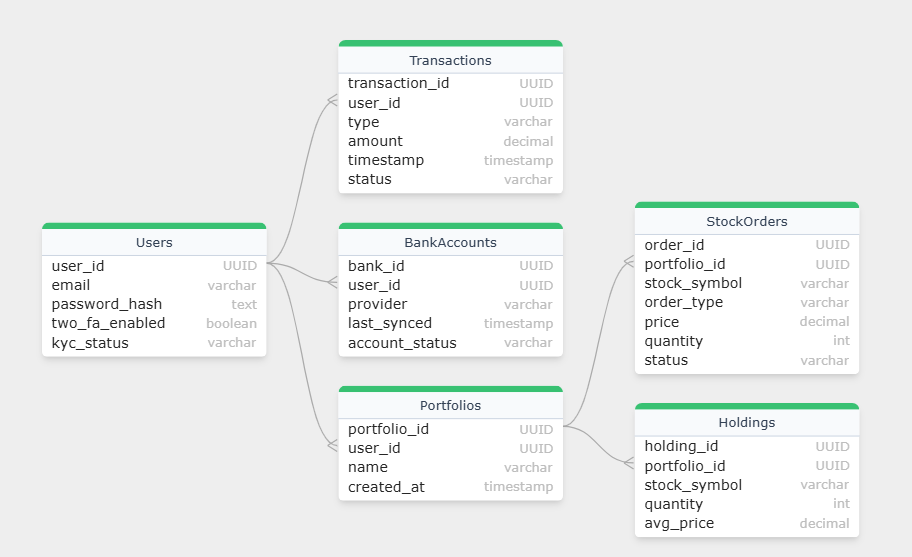 Transactions
transaction_id UUID
user_id UUID
type varchar
amount decimal
timestamp timestamp
status varchar
Users
user_id UUID
email varchar
password_hash text
two_fa_enabled boolean
kyc_status varchar
BankAccounts
bank_id UUID
user_id UUID
provider varchar
last_synced timestamp
account_status varchar
Portfolios
portfolio_id UUID
user_id UUID
name varchar
created_at timestamp
StockOrders
order_id UUID
portfolio_id UUID
stock_symbol varchar
order_type varchar
price decimal
quantity int
status varchar
Holdings
holding_id UUID
portfolio_id UUID
stock_symbol varchar
quantity int
avg_price decimal